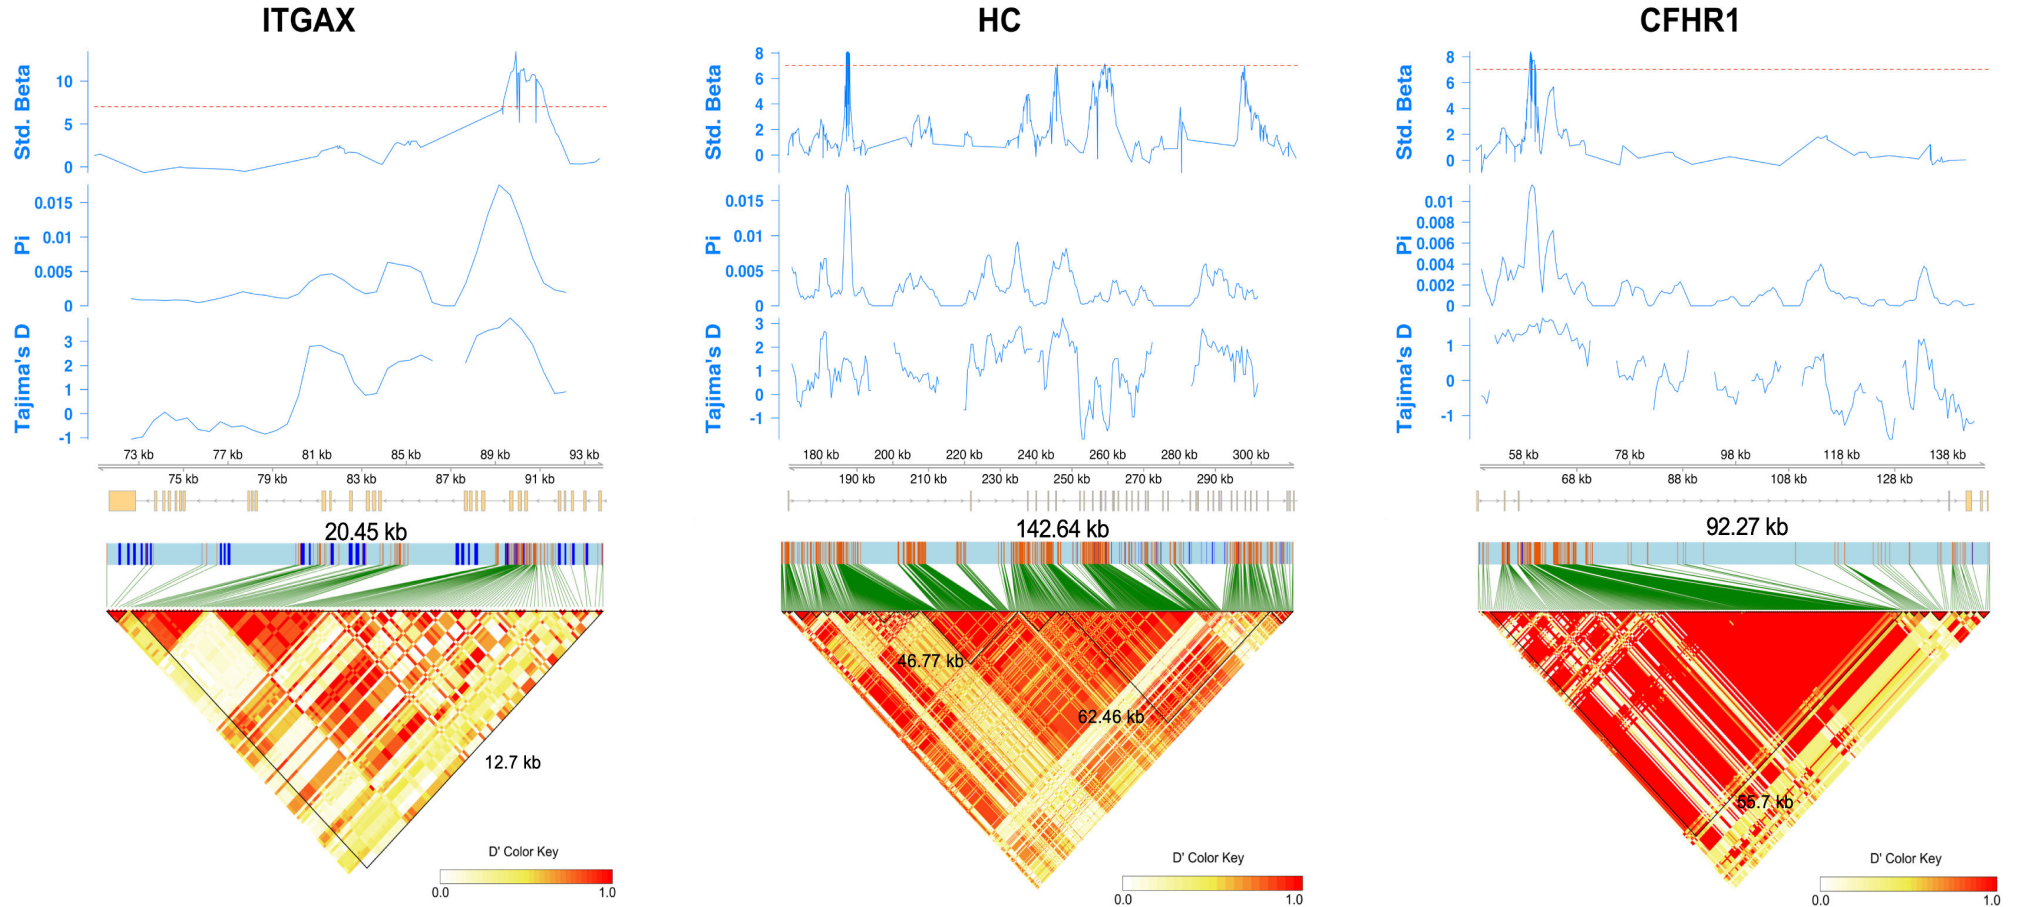 ITGAX
Std. Beta
10
5
0
Pi
0.015
0.01
0.005
0
Tajima's D
3
2
1
0
-1
73 kb 77 kb 81 kb 85 kb 89 kb 93 kb
75 kb 79 kb 83 kb 87 kb 91 kb
20.45 kb
12.7 kb
D' Color Key
0.0 1.0
HC
Std. Beta
8
6
4
2
0
Pi
0.015
0.01
0.005
0
Tajima's D
3
2
1
0
-1
180 kb 200 kb 220 kb 240 kb 260 kb 280 kb 300 kb
190 kb 210 kb 230 kb 250 kb 270 kb 290 kb
142.64 kb
46.77 kb
62.46 kb
D' Color Key
0.0 1.0
CFHR1
Std. Beta
8
6
4
2
0
Pi
0.01
0.008
0.006
0.004
0.002
0
Tajima's D
1
0
-1
58 kb 78 kb 98 kb 118 kb 138 kb
68 kb 88 kb 108 kb 128 kb
92.27 kb
55.7 kb
D' Color Key
0.0 1.0